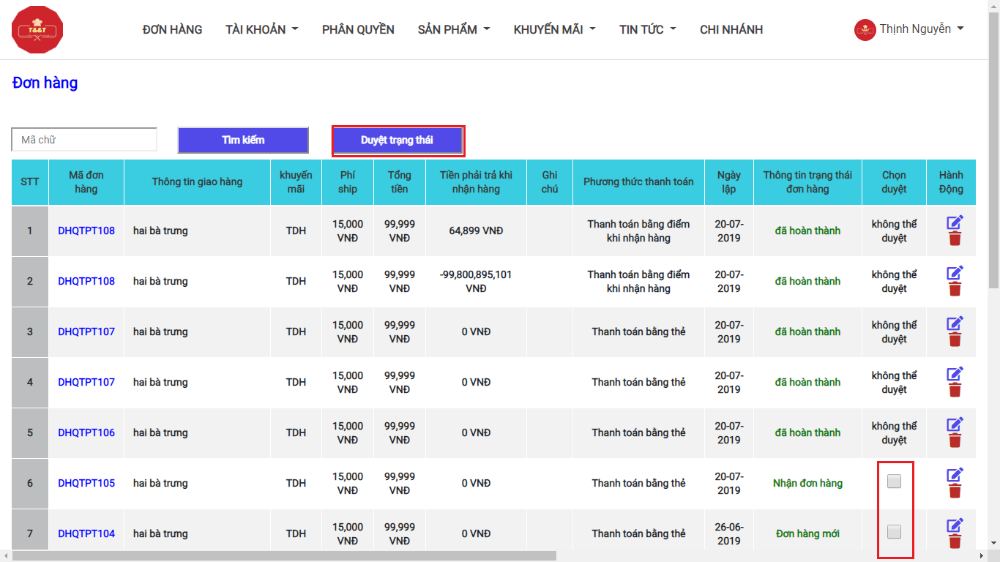 T&&T
ĐƠN HÀNG TÀI KHOẢN PHÂN QUYỀN SẢN PHẨM KHUYẾN MÃI TIN TỨC CHI NHÁNH
T&&T Thịnh Nguyễn
Đơn hàng
Mã chữ Tìm kiếm Duyệt trạng thái
STT Mã đơn hàng Thông tin giao hàng khuyến mãi Phí ship Tổng tiền Tiền phải trả khi nhận hàng Ghi chú Phương thức thanh toán Ngày lập Thông tin trạng thái đơn hàng Chọn duyệt Hành Động
1 DHQTPT108 hai bà trưng TDH 15,000 VNĐ 99,999 VNĐ 64,899 VNĐ Thanh toán bằng điểm khi nhận hàng 20-07-2019 đã hoàn thành không thể duyệt
2 DHQTPT108 hai bà trưng TDH 15,000 VNĐ 99,999 VNĐ -99,800,895,101 VNĐ Thanh toán bằng điểm khi nhận hàng 20-07-2019 đã hoàn thành không thể duyệt
3 DHQTPT107 hai bà trưng TDH 15,000 VNĐ 99,999 VNĐ 0 VNĐ Thanh toán bằng thẻ 20-07-2019 đã hoàn thành không thể duyệt
4 DHQTPT107 hai bà trưng TDH 15,000 VNĐ 99,999 VNĐ 0 VNĐ Thanh toán bằng thẻ 20-07-2019 đã hoàn thành không thể duyệt
5 DHQTPT106 hai bà trưng TDH 15,000 VNĐ 99,999 VNĐ 0 VNĐ Thanh toán bằng thẻ 20-07-2019 đã hoàn thành không thể duyệt
6 DHQTPT105 hai bà trưng TDH 15,000 VNĐ 99,999 VNĐ 0 VNĐ Thanh toán bằng thẻ 20-07-2019 Nhận đơn hàng
7 DHQTPT104 hai bà trưng TDH 15,000 VNĐ 99,999 VNĐ 0 VNĐ Thanh toán bằng thẻ 26-06-2019 Đơn hàng mới